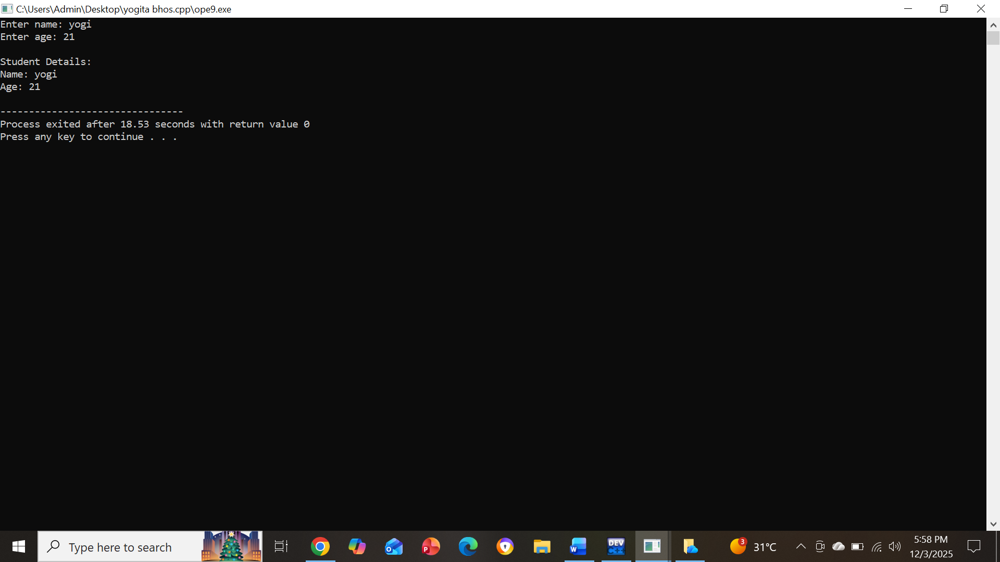 C:\Users\Admin\Desktop\yogita bhos.cpp\ope9.exe
Enter name: yogi
Enter age: 21
Student Details:
Name: yogi
Age: 21
--------------------------------
Process exited after 18.53 seconds with return value 0
Press any key to continue . . .
Type here to search
O
P
W
DEV
C++
3
31°C
5:58 PM
12/3/2025